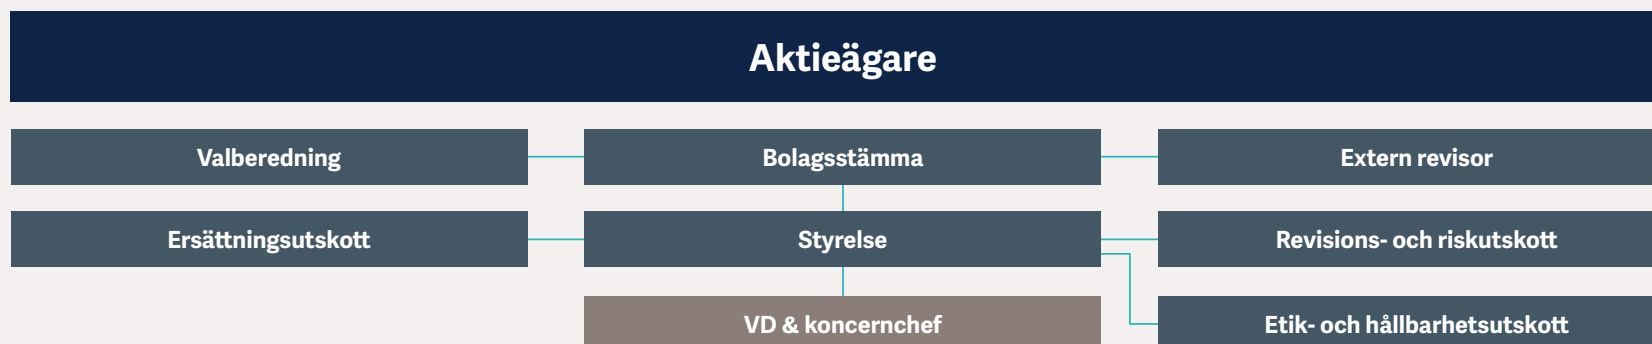 Aktieägare
Valberedning
Bolagsstämma
Extern revisor
Ersättningsutskott
Styrelse
Revisions- och riskutskott
VD & koncernchef
Etik- och hållbarhetsutskott